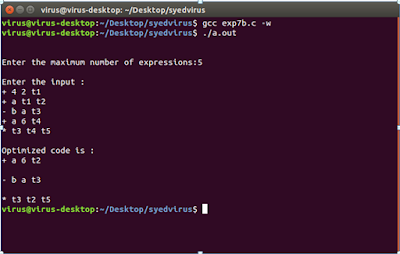 virus@virus-desktop: ~/Desktop/syedvirus
virus@virus-desktop:~/Desktop/syedvirus$ gcc exp7b.c -w
virus@virus-desktop:~/Desktop/syedvirus$ ./a.out
Enter the maximum number of expressions:5
Enter the input :
+ 4 2 t1
+ a t1 t2
- b a t3
+ a 6 t4
* t3 t4 t5
Optimized code is :
+ a 6 t2
- b a t3
* t3 t2 t5
virus@virus-desktop:~/Desktop/syedvirus$